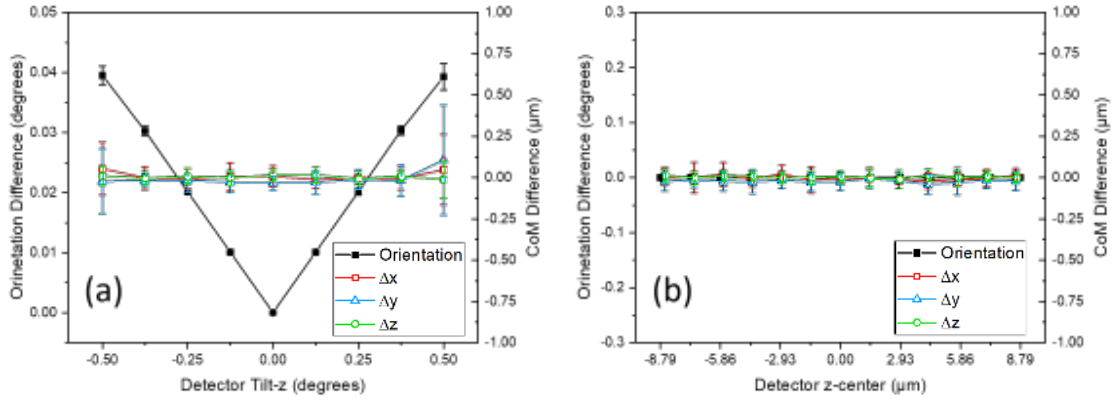 (a)
Orinetation Difference (degrees)
0.05
0.04
0.03
0.02
0.01
0.00
-0.50
-0.25
0.00
0.25
0.50
Detector Tilt-z (degrees)
1.00
0.75
0.50
0.25
0.00
-0.25
-0.50
-0.75
-1.00
CoM Difference (µm)
Orientation
Δx
Δy
Δz
(b)
Orinetation Difference (degrees)
0.3
0.2
0.1
0.0
-0.1
-0.2
-0.3
-8.79
-5.86
-2.93
0.00
2.93
5.86
8.79
Detector z-center (µm)
1.00
0.75
0.50
0.25
0.00
-0.25
-0.50
-0.75
-1.00
CoM Difference (µm)
Orientation
Δx
Δy
Δz